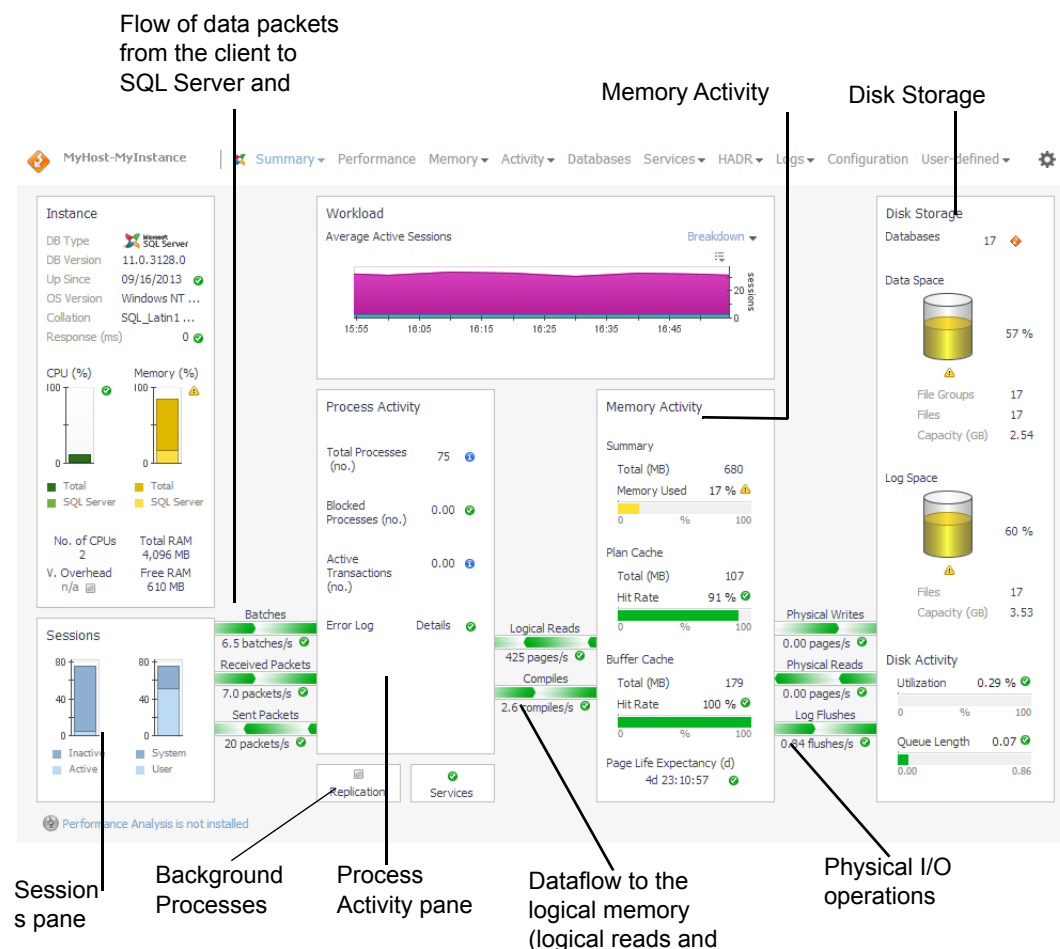 Flow of data packets
from the client to
SQL Server and
Memory Activity
Disk Storage
MyHost-MyInstance
Summary Performance Memory Activity Databases Services HADR Logs Configuration User-defined
Instance
DB Type Microsoft SQL Server
DB Version 11.0.3128.0
Up Since 09/16/2013
OS Version Windows NT ...
Collation SQL_Latin1 ...
Response (ms) 0
CPU (%) Memory (%)
100 100
0 0
Total Total
SQL Server SQL Server
No. of CPUs Total RAM
2 4,096 MB
V. Overhead Free RAM
n/a 610 MB
Sessions
80 80
40 40
0 0
Inactive System
Active User
Performance Analysis is not installed
Batches
6.5 batches/s
Received Packets
7.0 packets/s
Sent Packets
20 packets/s
Workload
Average Active Sessions Breakdown
20
0
sessions
15:55 16:05 16:15 16:25 16:35 16:45
Process Activity
Total Processes
(no.) 75
Blocked
Processes (no.) 0.00
Active
Transactions
(no.) 0.00
Error Log Details
Replication
Services
Logical Reads
425 pages/s
Compiles
2.6 compiles/s
Memory Activity
Summary
Total (MB) 680
Memory Used 17 %
0 % 100
Plan Cache
Total (MB) 107
Hit Rate 91 %
0 % 100
Buffer Cache
Total (MB) 179
Hit Rate 100 %
0 % 100
Page Life Expectancy (d)
4d 23:10:57
Physical Writes
0.00 pages/s
Physical Reads
0.00 pages/s
Log Flushes
0.84 flushes/s
Disk Storage
Databases 17
Data Space
57 %
File Groups 17
Files 17
Capacity (GB) 2.54
Log Space
60 %
Files 17
Capacity (GB) 3.53
Disk Activity
Utilization 0.29 %
0 % 100
Queue Length 0.07
0.00 0.86
Session
s pane
Background
Processes
Process
Activity pane
Dataflow to the
logical memory
(logical reads and
Physical I/O
operations